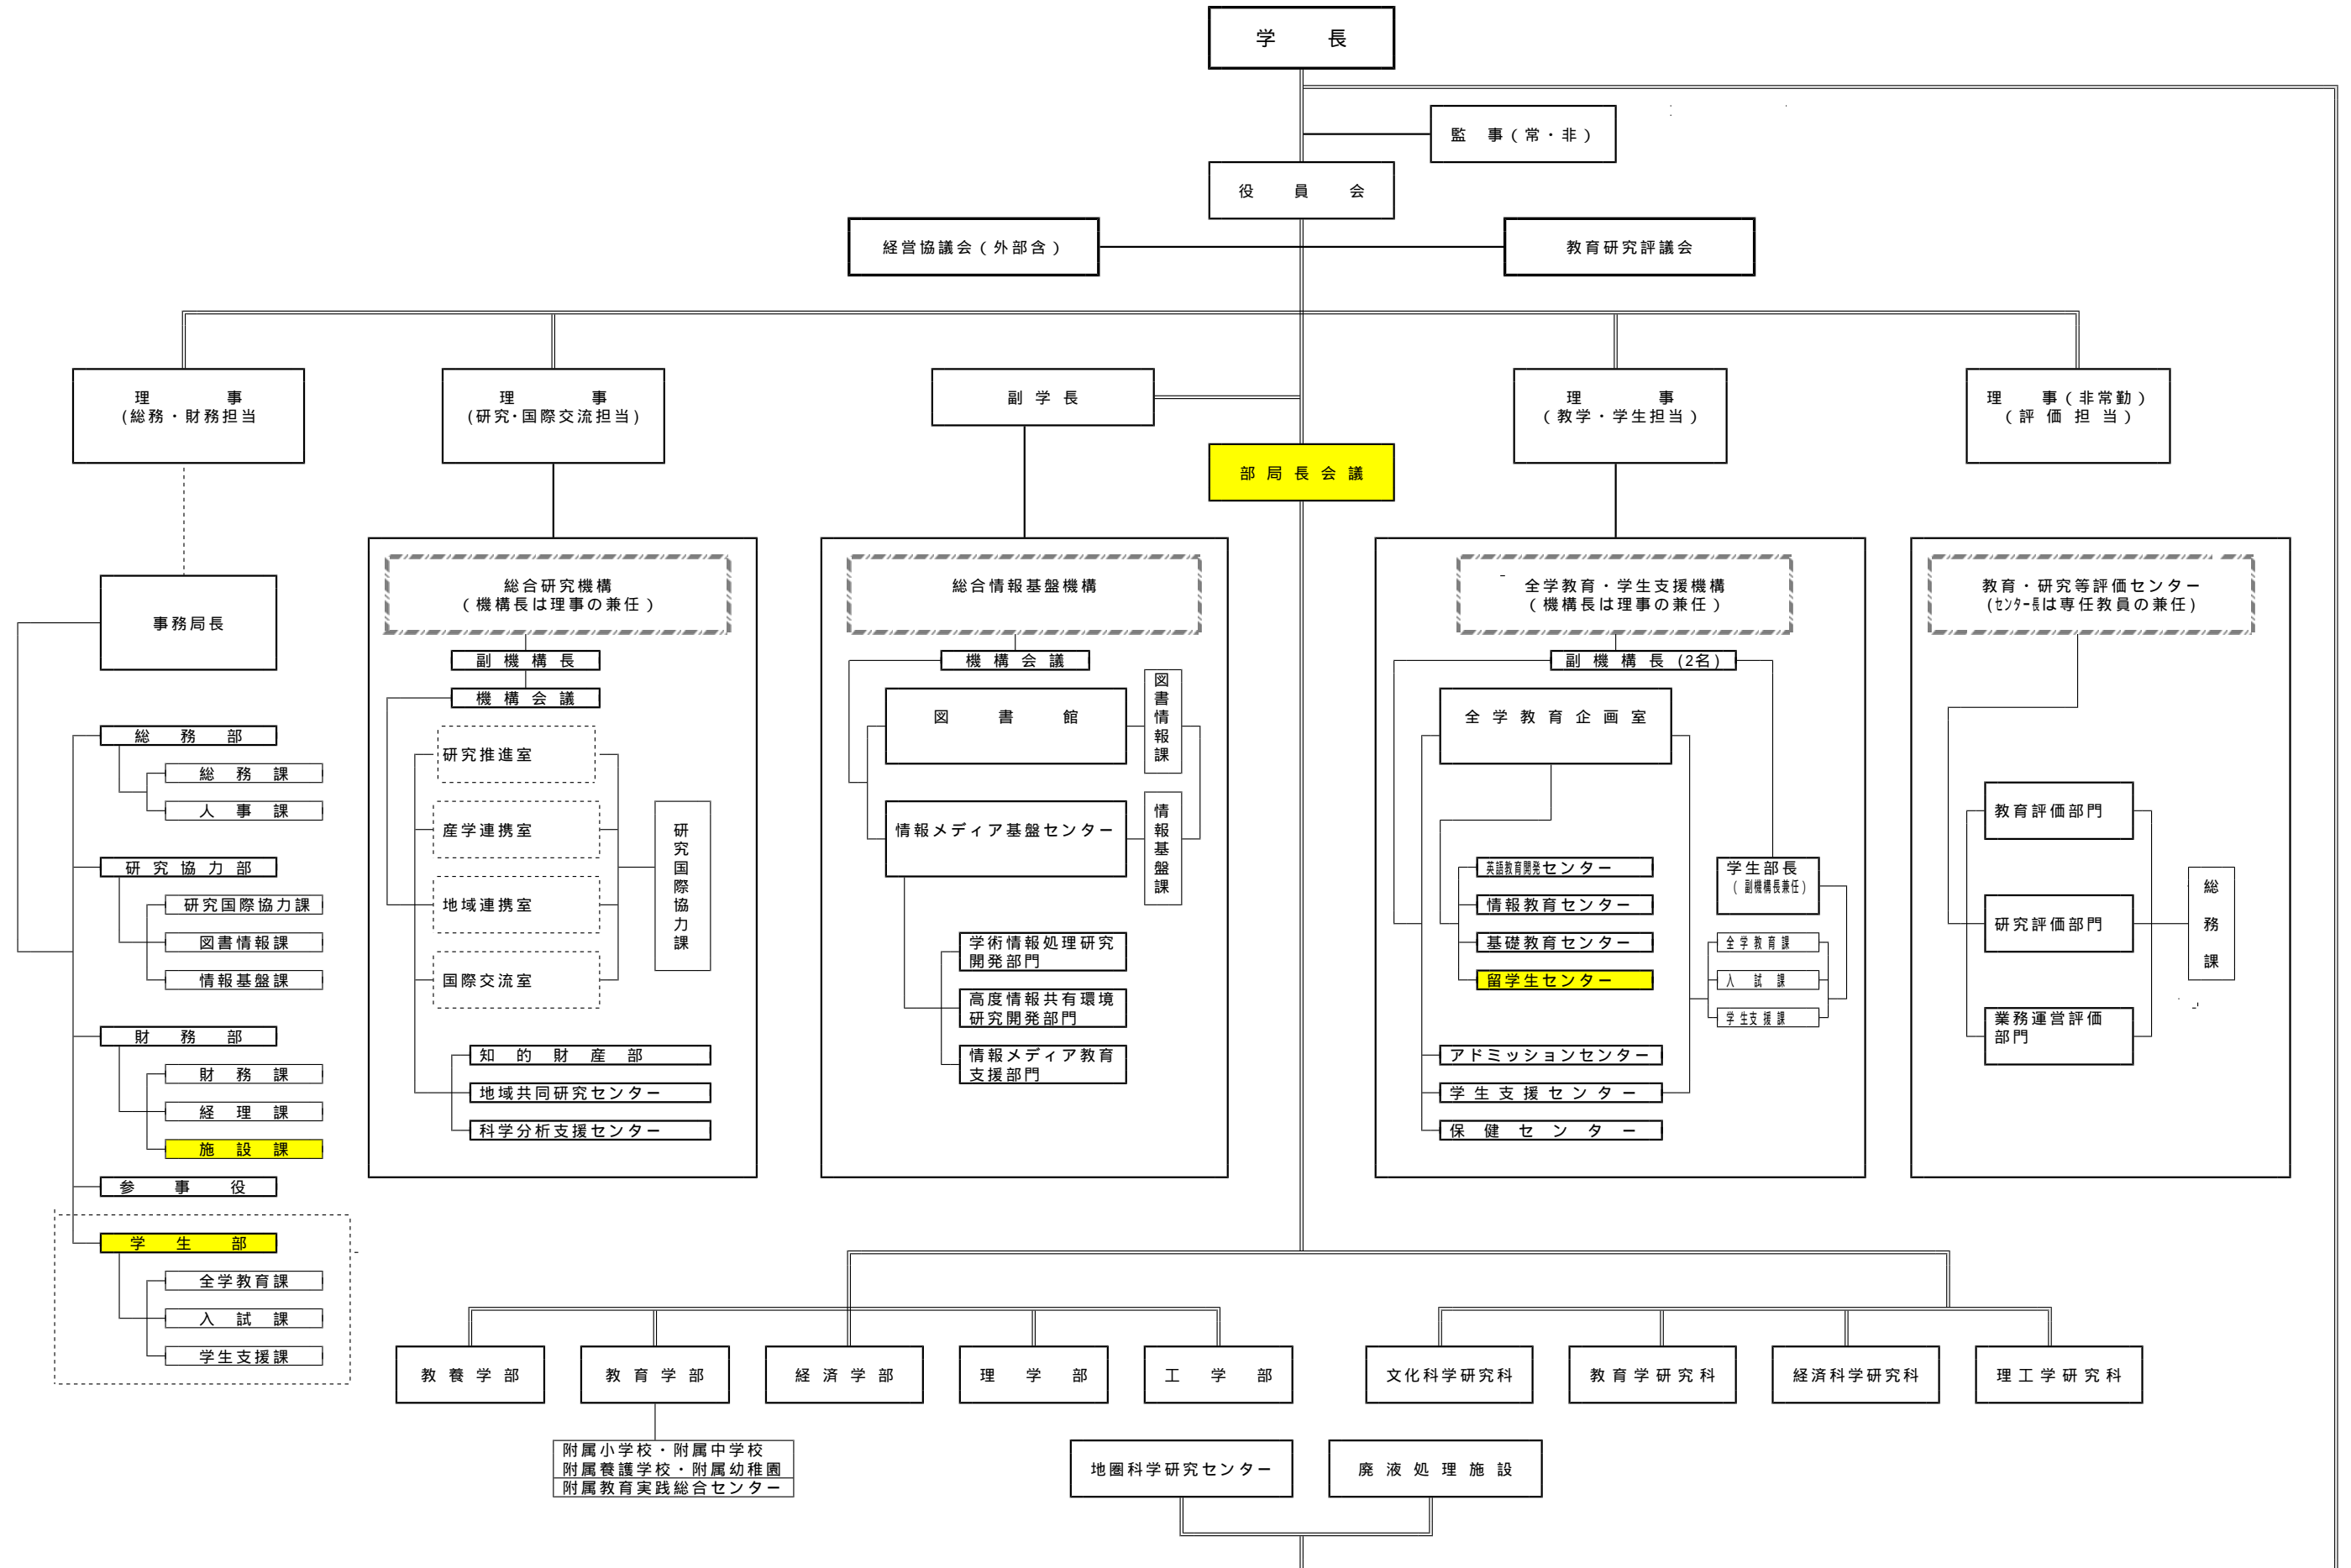 学 長
監 事(常・非)
役 員 会
経営協議会(外部含)
教育研究評議会
理 事
(総務・財務担当
理 事
(研究・国際交流担当)
副 学 長
理 事
(教学・学生担当)
理 事(非常勤)
(評 価 担 当)
部 局 長 会 議
事務局長
総 務 部
総 務 課
人 事 課
研 究 協 力 部
研究国際協力課
図書情報課
情報基盤課
財 務 部
財 務 課
経 理 課
施 設 課
参 事 役
学 生 部
全学教育課
入 試 課
学生支援課
総合研究機構
(機構長は理事の兼任)
副 機 構 長
機 構 会 議
研究推進室
産学連携室
地域連携室
国際交流室
研究国際協力課
知 的 財 産 部
地域共同研究センター
科学分析支援センター
総合情報基盤機構
機 構 会 議
図 書 館
図書情報課
情報メディア基盤センター
情報基盤課
学術情報処理研究
開発部門
高度情報共有環境
研究開発部門
情報メディア教育
支援部門
全学教育・学生支援機構
(機構長は理事の兼任)
副 機 構 長 (2名)
全 学 教 育 企 画 室
英語教育開発センター
情報教育センター
基礎教育センター
留学生センター
学生部長
(副機構長兼任)
全学教育課
入 試 課
学生支援課
アドミッションセンター
学 生 支 援 セ ン タ ー
保 健 セ ン タ ー
教育・研究等評価センター
(センター長は専任教員の兼任)
教育評価部門
研究評価部門
業務運営評価
部門
総 務 課
教 養 学 部
教 育 学 部
経 済 学 部
理 学 部
工 学 部
文化科学研究科
教育学研究科
経済科学研究科
理工学研究科
附属小学校・附属中学校
附属養護学校・附属幼稚園
附属教育実践総合センター
地圏科学研究センター
廃 液 処 理 施 設